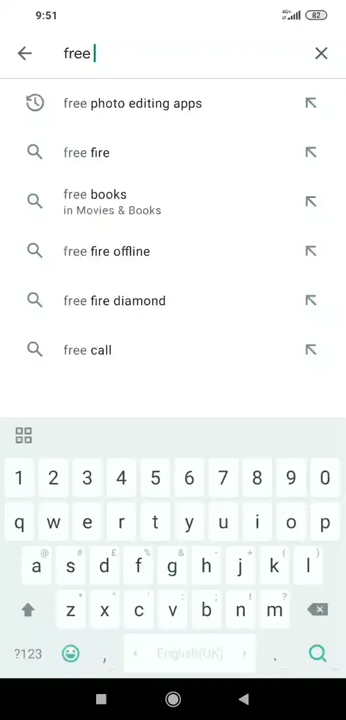 9:51 4G+ 82
free
free photo editing apps
free fire
free books
in Movies & Books
free fire offline
free fire diamond
free call
1 2 3 4 5 6 7 8 9 0
q w e r t y u i o p
@ # £ % & - + ( )
a s d f g h j k l
* " ' : ; ! ?
z x c v b n m
?123 , English(UK) .